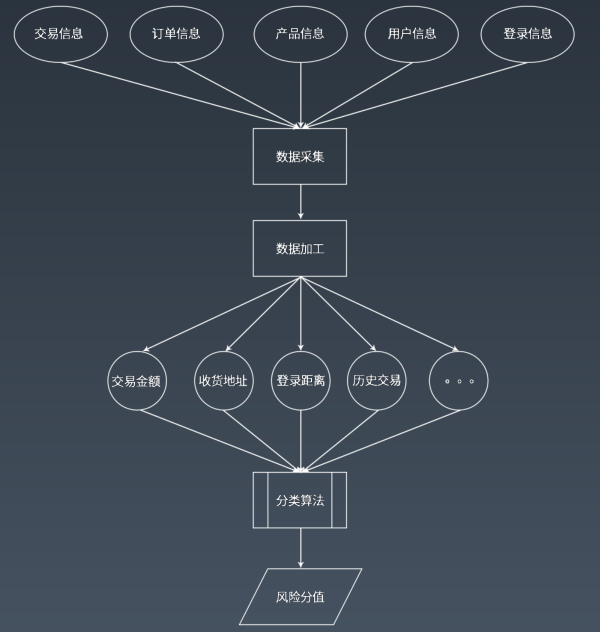 交易信息
订单信息
产品信息
用户信息
登录信息
数据采集
数据加工
交易金额
收货地址
登录距离
历史交易
。。。
分类算法
风险分值